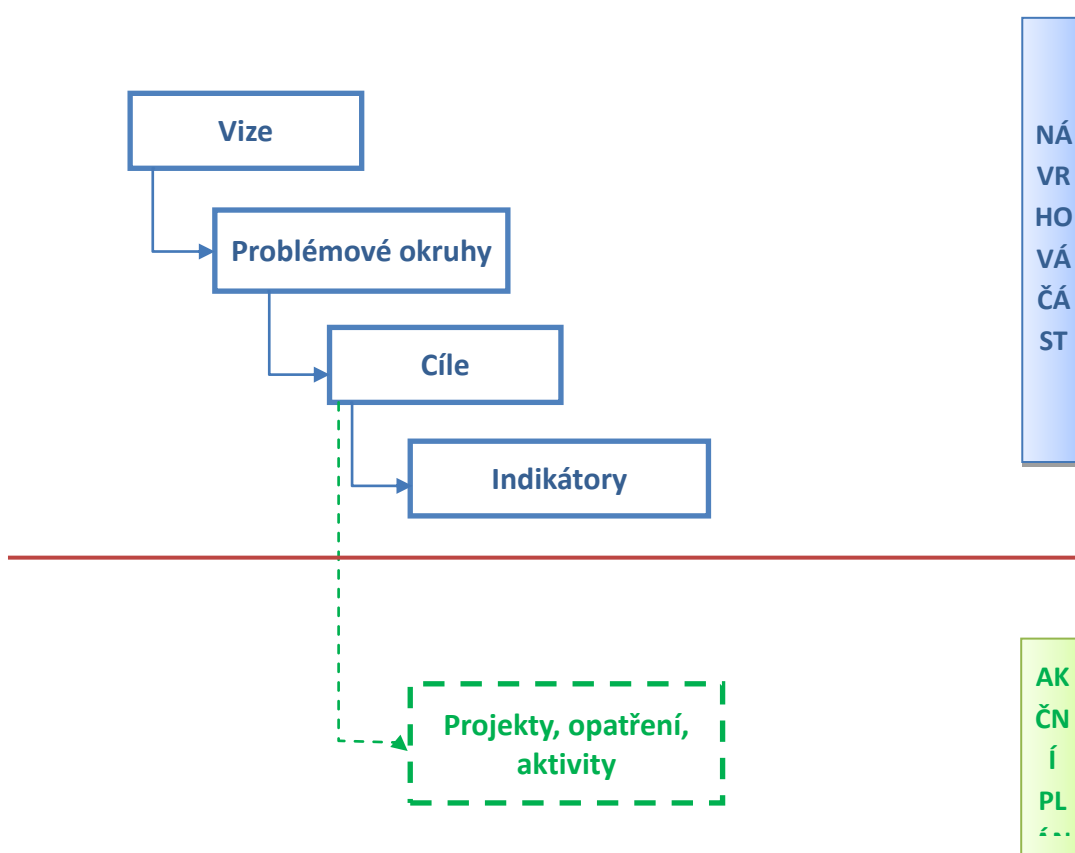 Vize
Problémové okruhy
Cíle
Indikátory
NÁ
VR
HO
VÁ
ČÁ
ST
Projekty, opatření,
aktivity
AK
ČN
Í
PL